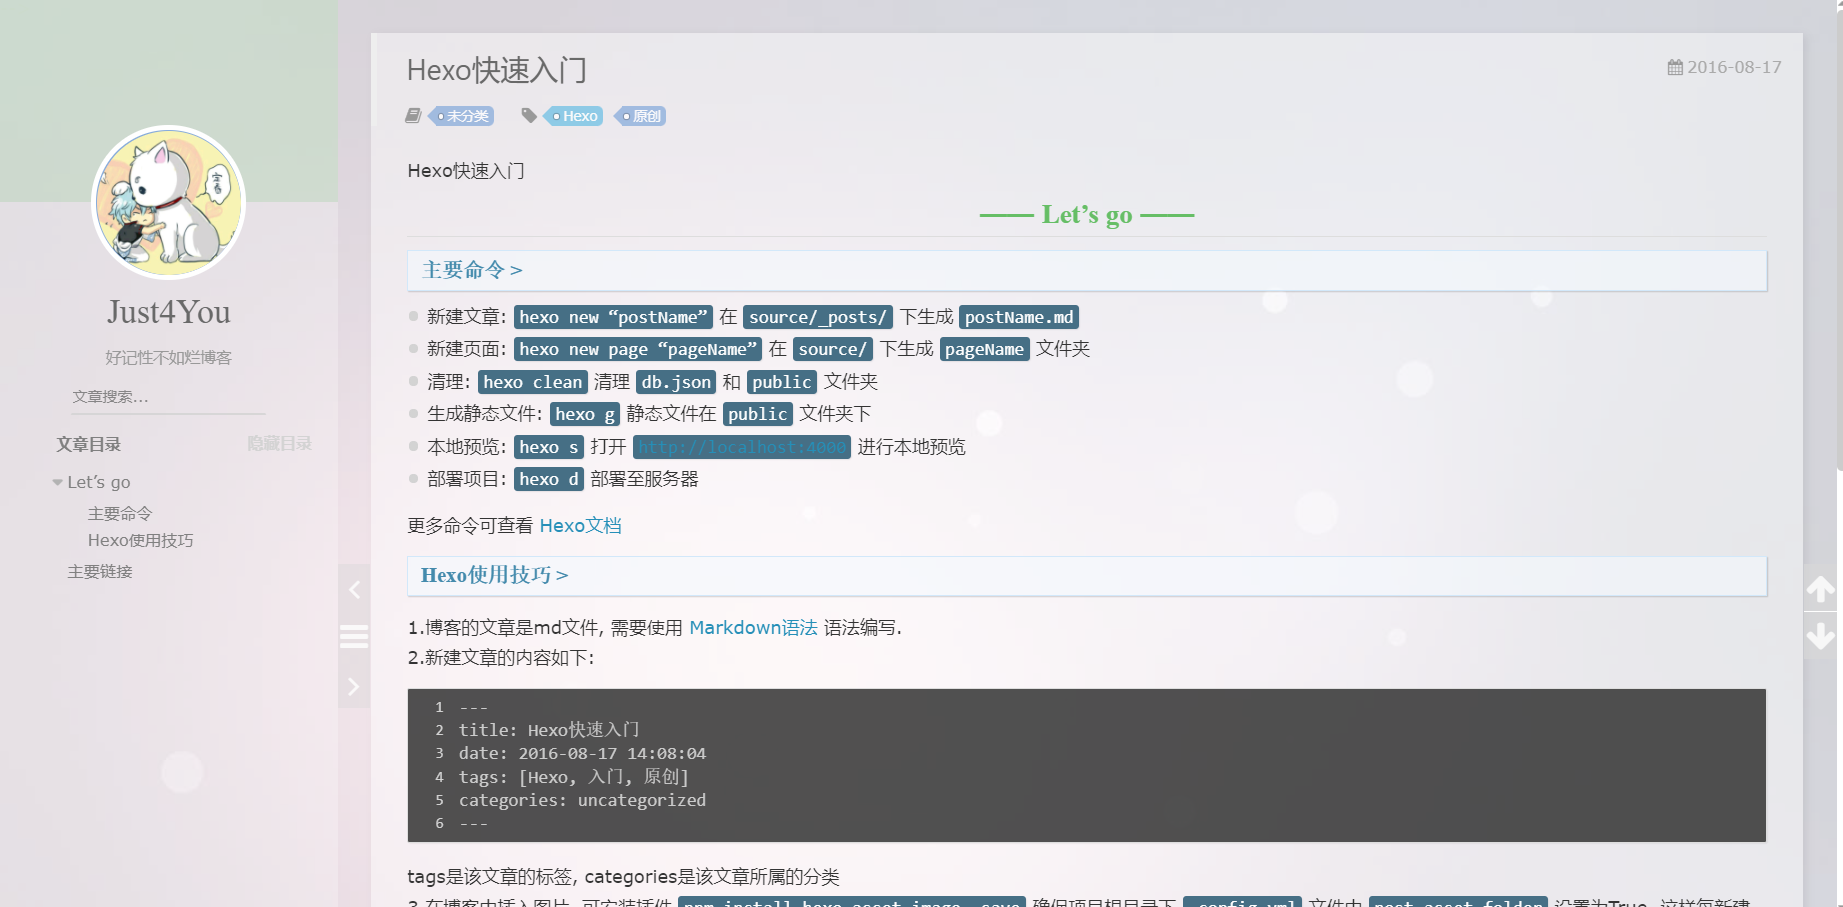 Just4You
好记性不如烂博客
文章搜索...
文章目录 隐藏目录
Let’s go
主要命令
Hexo使用技巧
主要链接
Hexo快速入门
2016-08-17
未分类 Hexo 原创
Hexo快速入门
—— Let’s go ——
主要命令 >
新建文章: hexo new “postName” 在 source/_posts/ 下生成 postName.md
新建页面: hexo new page “pageName” 在 source/ 下生成 pageName 文件夹
清理: hexo clean 清理 db.json 和 public 文件夹
生成静态文件: hexo g 静态文件在 public 文件夹下
本地预览: hexo s 打开 http://localhost:4000 进行本地预览
部署项目: hexo d 部署至服务器
更多命令可查看 Hexo文档
Hexo使用技巧 >
1.博客的文章是md文件, 需要使用 Markdown语法 语法编写.
2.新建文章的内容如下:
1 ---
2 title: Hexo快速入门
3 date: 2016-08-17 14:08:04
4 tags: [Hexo, 入门, 原创]
5 categories: uncategorized
6 ---
tags是该文章的标签, categories是该文章所属的分类
3.在博客中插入图片, 可安装插件 npm install hexo-asset-image --save 确保项目根目录下 _config.yml 文件中 post_asset_folder 设置为True, 这样每新建